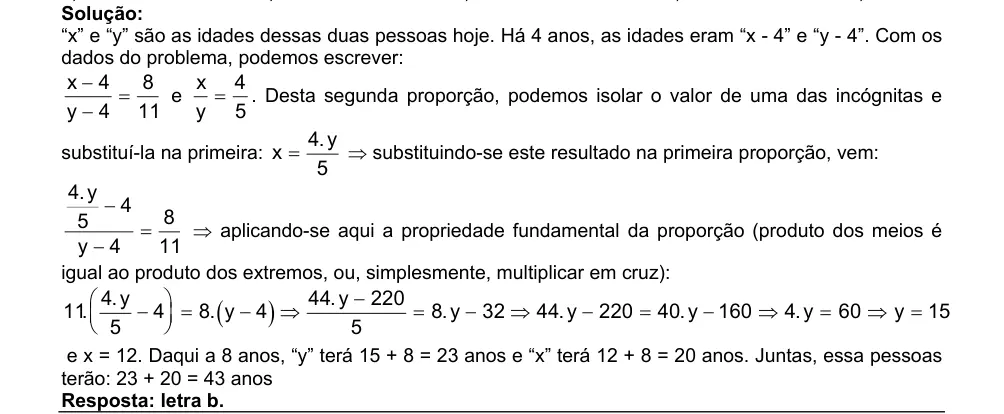 Solução:
“x” e “y” são as idades dessas duas pessoas hoje. Há 4 anos, as idades eram “x - 4” e “y - 4”. Com os
dados do problema, podemos escrever:
(x − 4)/(y − 4) = 8/11 e x/y = 4/5. Desta segunda proporção, podemos isolar o valor de uma das incógnitas e
substituí-la na primeira: x = 4.y/5 ⇒ substituindo-se este resultado na primeira proporção, vem:
(4.y/5 − 4)/(y − 4) = 8/11 ⇒ aplicando-se aqui a propriedade fundamental da proporção (produto dos meios é
igual ao produto dos extremos, ou, simplesmente, multiplicar em cruz):
11.(4.y/5 − 4) = 8.(y − 4) ⇒ (44.y − 220)/5 = 8.y − 32 ⇒ 44.y − 220 = 40.y − 160 ⇒ 4.y = 60 ⇒ y = 15
e x = 12. Daqui a 8 anos, “y” terá 15 + 8 = 23 anos e “x” terá 12 + 8 = 20 anos. Juntas, essa pessoas
terão: 23 + 20 = 43 anos
Resposta: letra b.